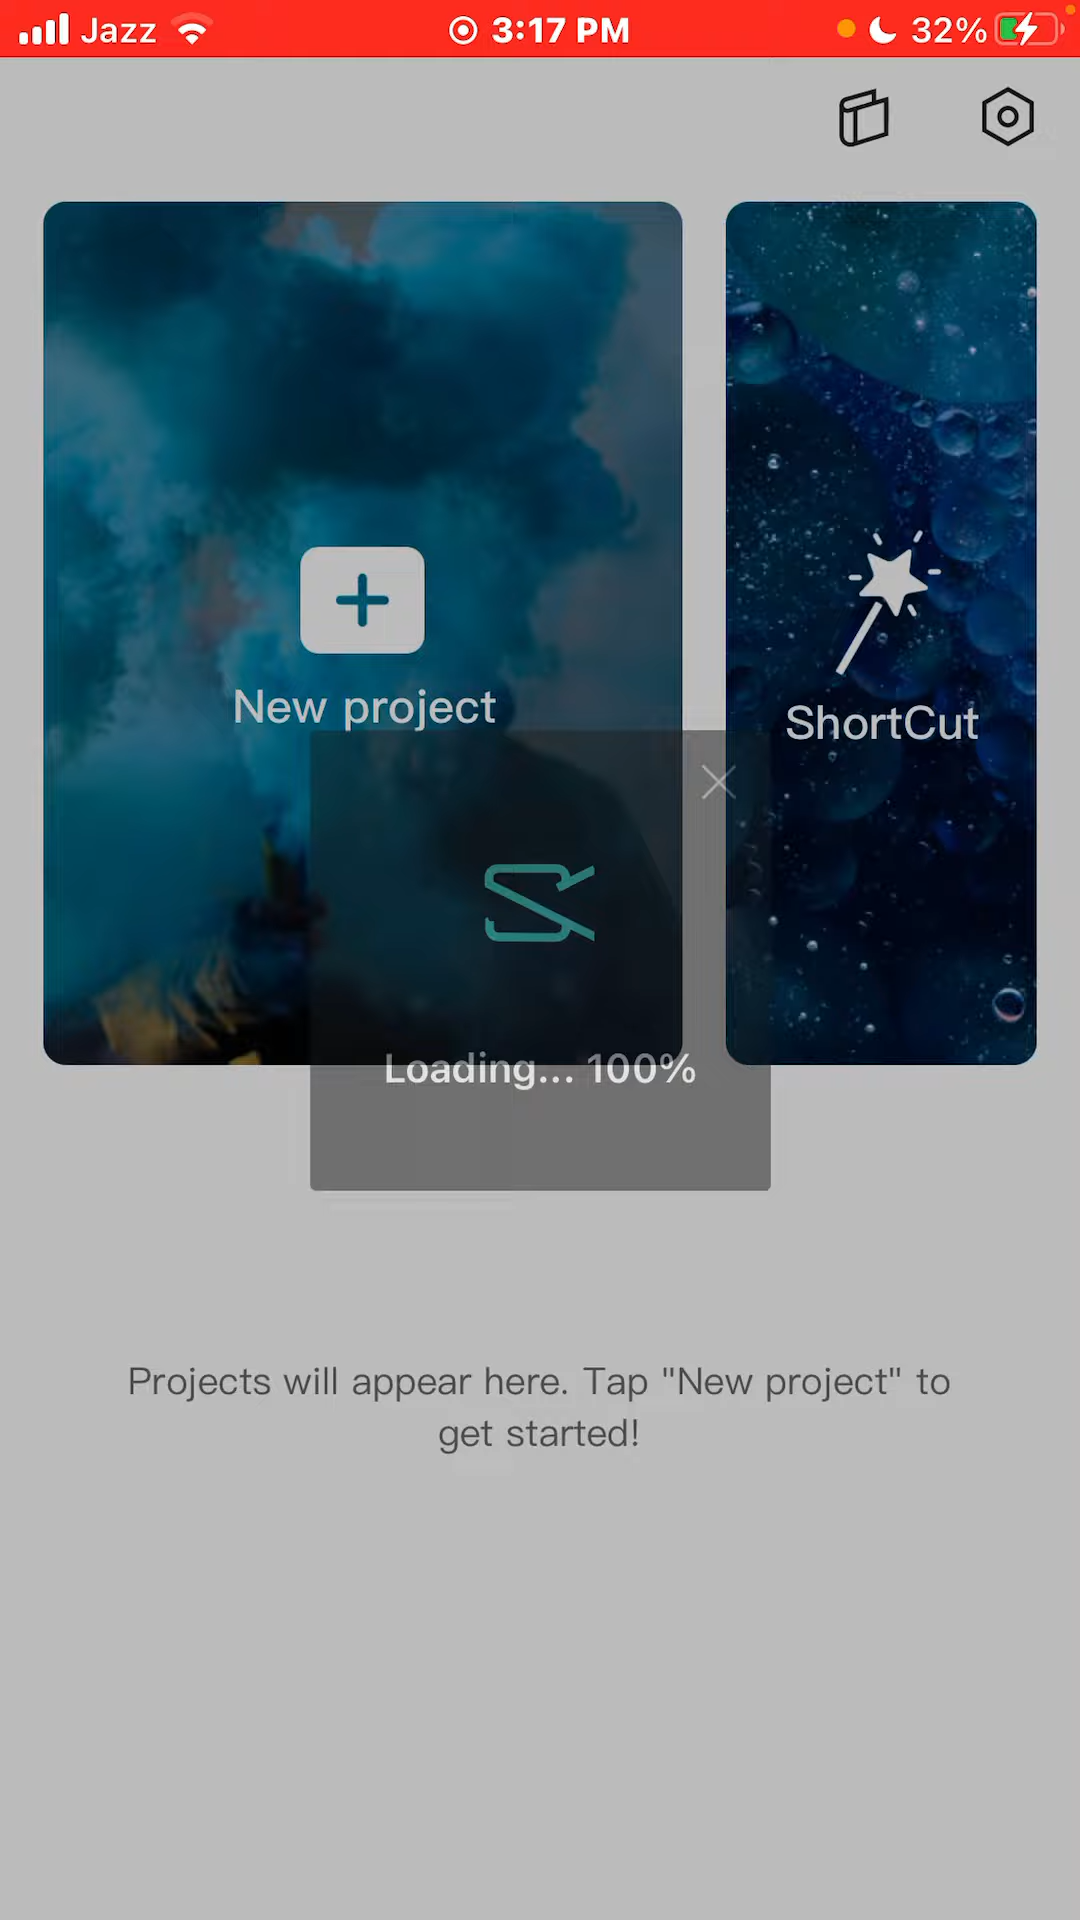 Jazz 3:17 PM 32%
New project
ShortCut
Loading... 100%
Projects will appear here. Tap "New project" to
get started!